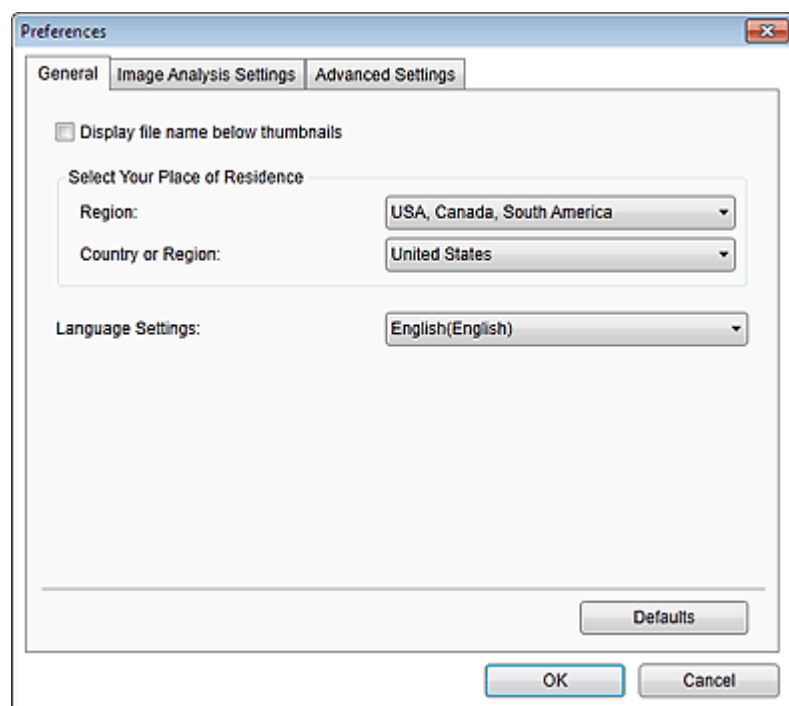 Preferences
General Image Analysis Settings Advanced Settings
Display file name below thumbnails
Select Your Place of Residence
Region: USA, Canada, South America
Country or Region: United States
Language Settings: English(English)
Defaults
OK Cancel